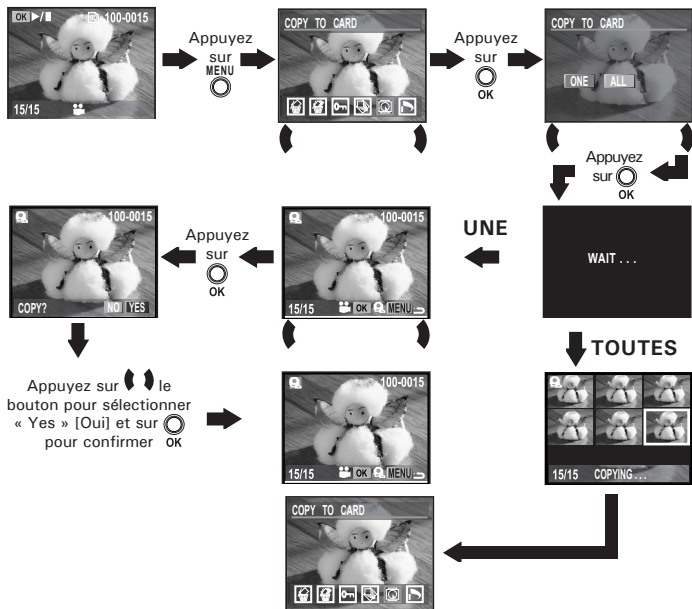 OK ▶/II 100-0015
15/15
Appuyez
sur
MENU
COPY TO CARD
Appuyez
sur
OK
COPY TO CARD
ONE ALL
Appuyez
sur
OK
WAIT . . .
UNE
100-0015
15/15 OK MENU
Appuyez
sur
OK
100-0015
COPY? NO YES
Appuyez sur le
bouton pour sélectionner
« Yes » [Oui] et sur
pour confirmer OK
100-0015
15/15 OK MENU
TOUTES
15/15 COPYING . . .
COPY TO CARD